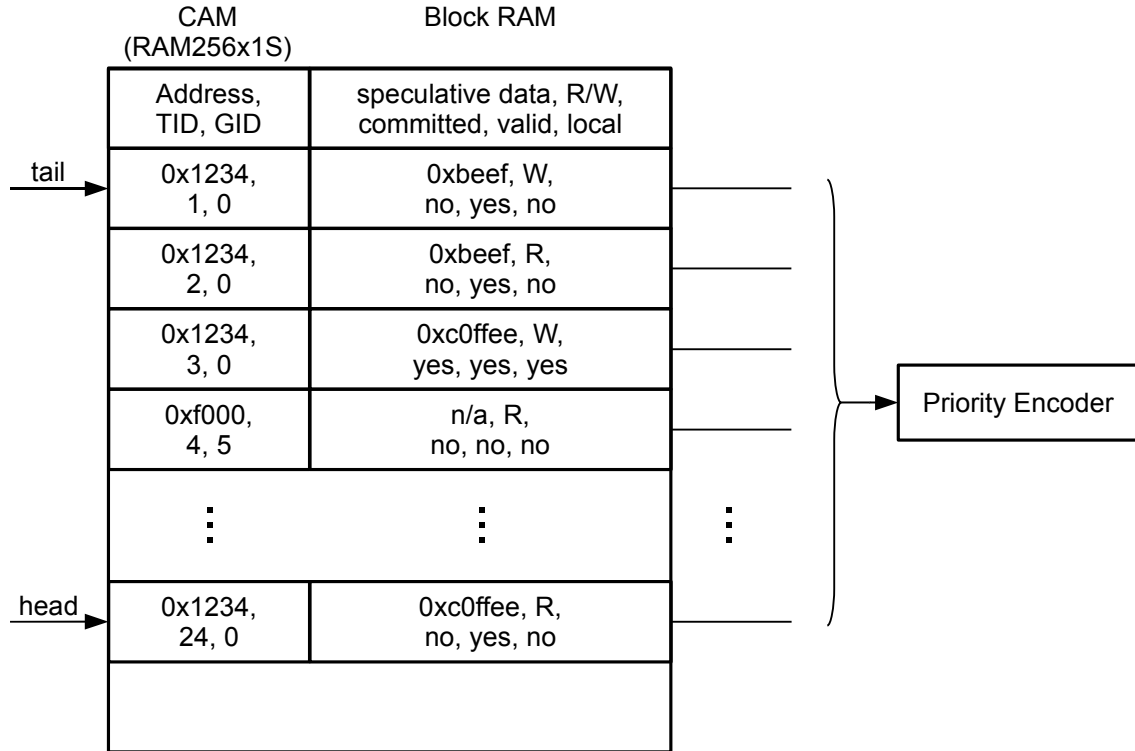 CAM
(RAM256x1S)
Block RAM
Address,
TID, GID
speculative data, R/W,
committed, valid, local
tail
0x1234,
1, 0
0xbeef, W,
no, yes, no
0x1234,
2, 0
0xbeef, R,
no, yes, no
0x1234,
3, 0
0xc0ffee, W,
yes, yes, yes
0xf000,
4, 5
n/a, R,
no, no, no
Priority Encoder
head
0x1234,
24, 0
0xc0ffee, R,
no, yes, no